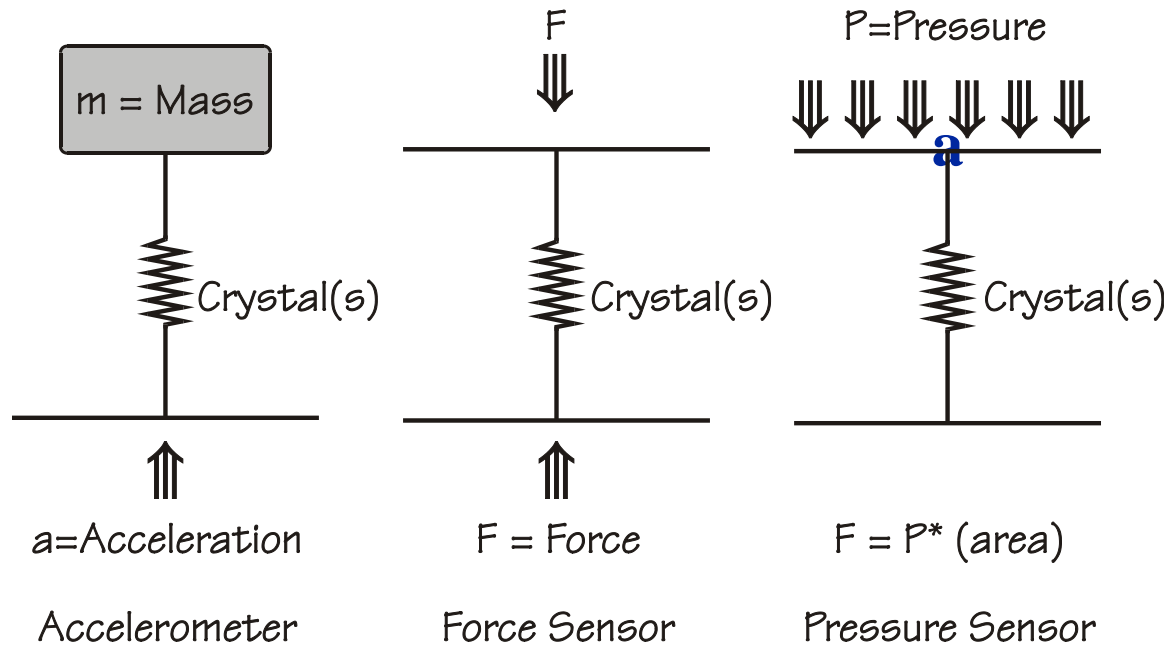 m = Mass
Crystal(s)
a=Acceleration
Accelerometer
F
Crystal(s)
F = Force
Force Sensor
P=Pressure
a
Crystal(s)
F = P* (area)
Pressure Sensor